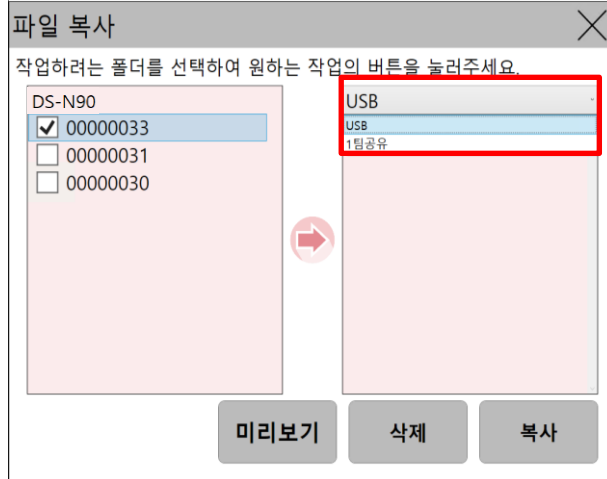 파일 복사
작업하려는 폴더를 선택하여 원하는 작업의 버튼을 눌러주세요.
DS-N90
00000033
00000031
00000030
USB
USB
1팀공유
미리보기
삭제
복사